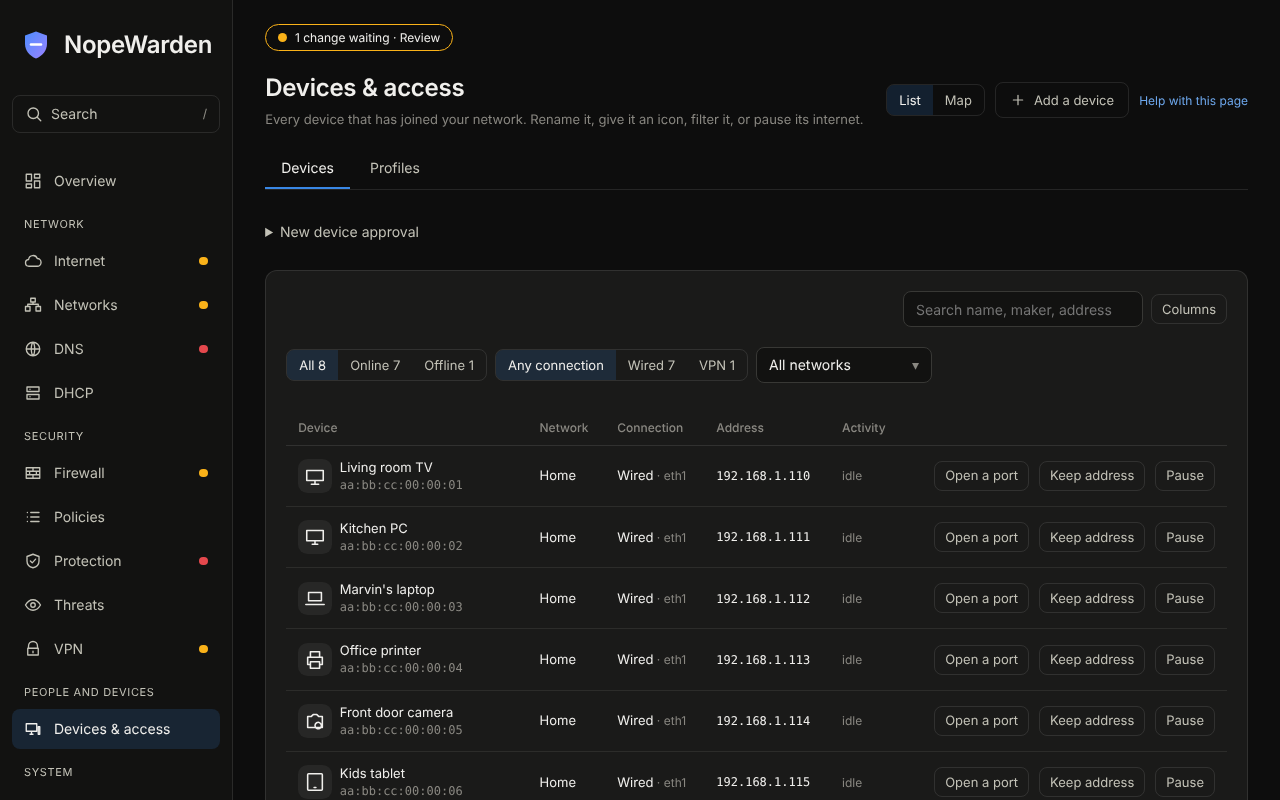 NopeWarden
Search /
Overview
NETWORK
Internet
Networks
DNS
DHCP
SECURITY
Firewall
Policies
Protection
Threats
VPN
PEOPLE AND DEVICES
Devices & access
SYSTEM
1 change waiting · Review
Devices & access
Every device that has joined your network. Rename it, give it an icon, filter it, or pause its internet.
List Map Add a device Help with this page
Devices Profiles
New device approval
Search name, maker, address Columns
All 8 Online 7 Offline 1 Any connection Wired 7 VPN 1 All networks
Device Network Connection Address Activity
Living room TV
aa:bb:cc:00:00:01
Home Wired · eth1 192.168.1.110 idle Open a port Keep address Pause
Kitchen PC
aa:bb:cc:00:00:02
Home Wired · eth1 192.168.1.111 idle Open a port Keep address Pause
Marvin's laptop
aa:bb:cc:00:00:03
Home Wired · eth1 192.168.1.112 idle Open a port Keep address Pause
Office printer
aa:bb:cc:00:00:04
Home Wired · eth1 192.168.1.113 idle Open a port Keep address Pause
Front door camera
aa:bb:cc:00:00:05
Home Wired · eth1 192.168.1.114 idle Open a port Keep address Pause
Kids tablet
aa:bb:cc:00:00:06
Home Wired · eth1 192.168.1.115 idle Open a port Keep address Pause